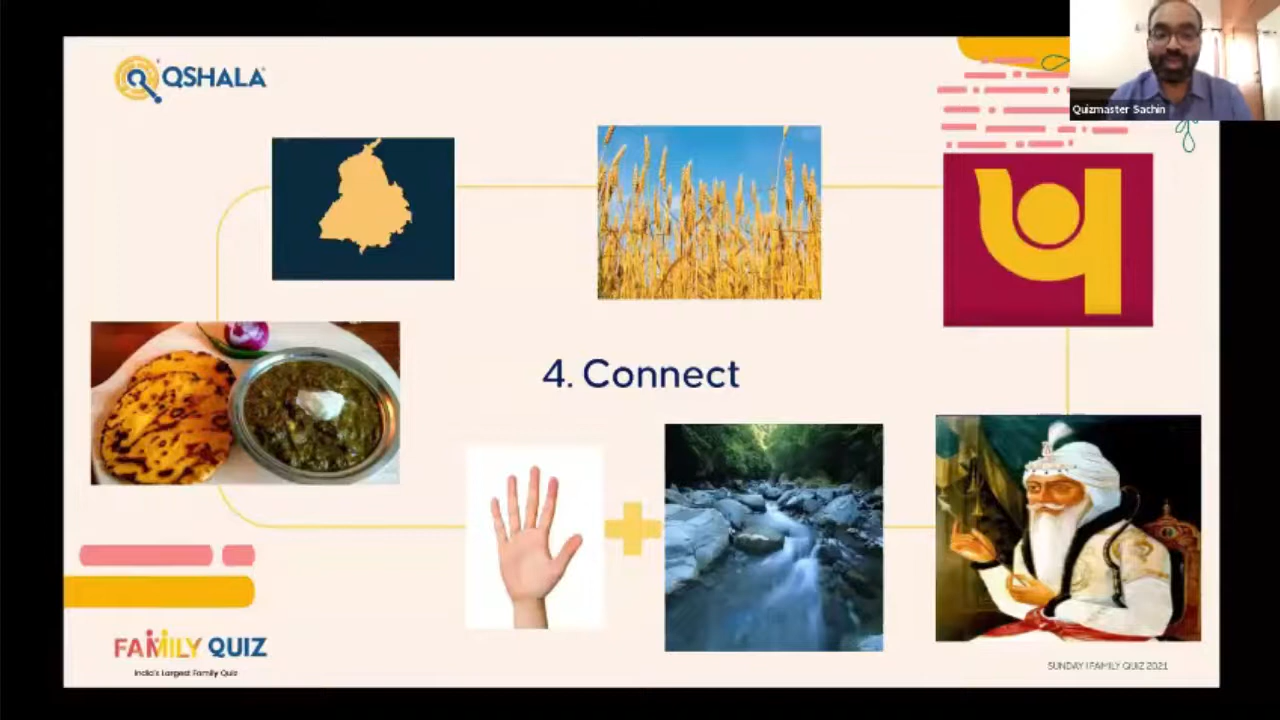 QSHALA
Quizmaster Sachin
4. Connect
FAMILY QUIZ
India's Largest Family Quiz
SUNDAY | FAMILY QUIZ 2021